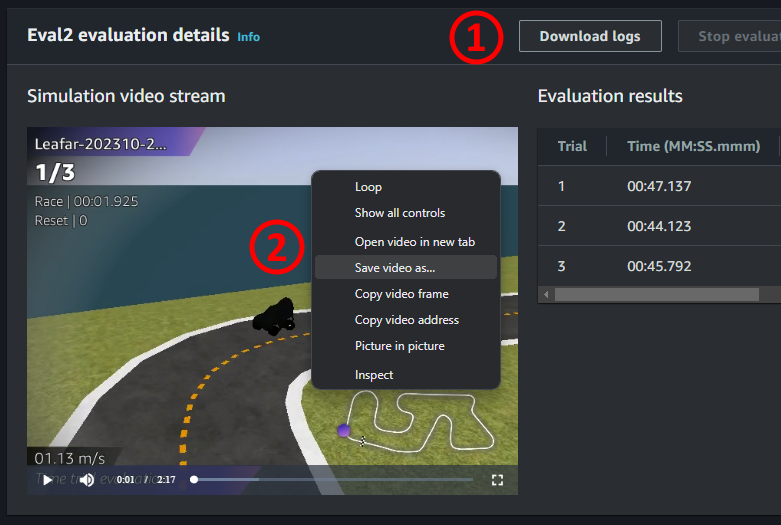 Eval2 evaluation details Info
1
Download logs
Stop evaluat
Simulation video stream
Evaluation results
Leafar-202310-2...
1/3
Race | 00:01.925
Reset | 0
2
Loop
Show all controls
Open video in new tab
Save video as...
Copy video frame
Copy video address
Picture in picture
Inspect
01.13 m/s
Time trial evaluation
0:01 / 2:17
Trial Time (MM:SS.mmm)
1 00:47.137
2 00:44.123
3 00:45.792